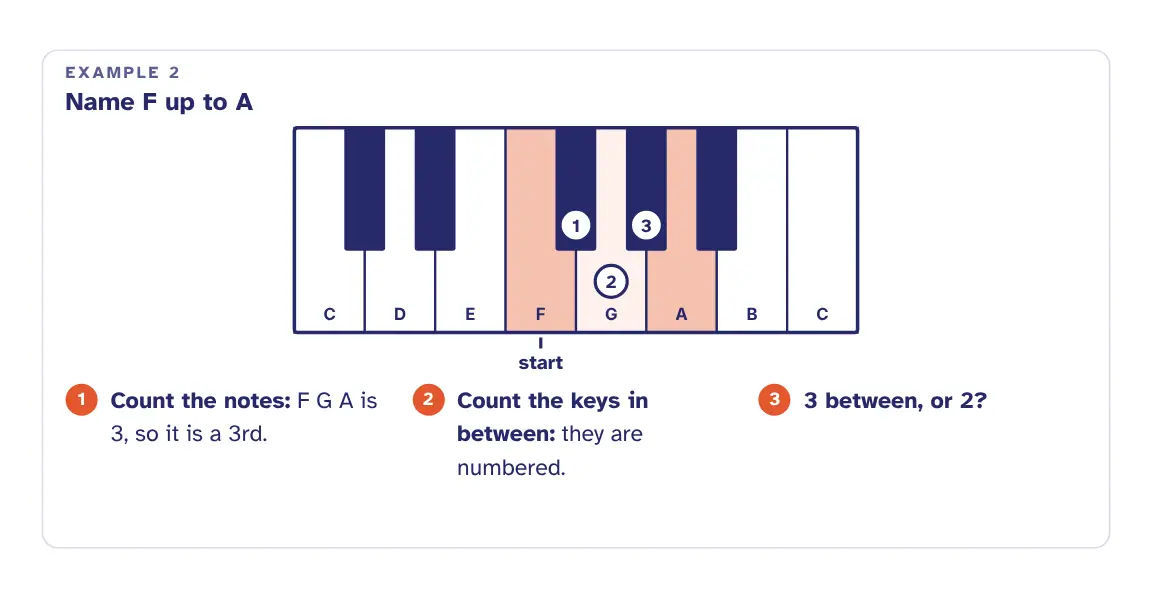 EXAMPLE 2
Name F up to A
1
3
2
C D E F G A B C
start
1 Count the notes: F G A is
3, so it is a 3rd.
2 Count the keys in
between: they are
numbered.
3 3 between, or 2?